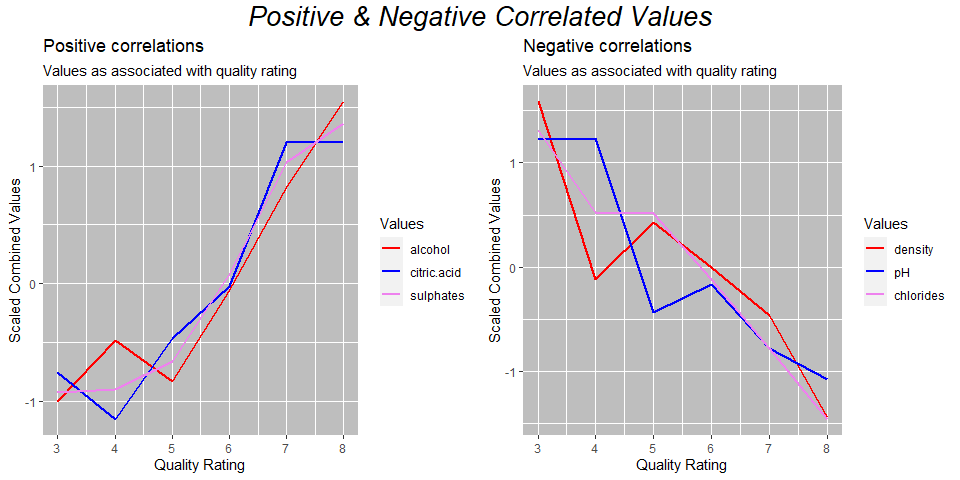 Positive & Negative Correlated Values
Positive correlations
Values as associated with quality rating
Scaled Combined Values
1
0
-1
3 4 5 6 7 8
Quality Rating
Values
alcohol
citric.acid
sulphates
Negative correlations
Values as associated with quality rating
Scaled Combined Values
1
0
-1
3 4 5 6 7 8
Quality Rating
Values
density
pH
chlorides